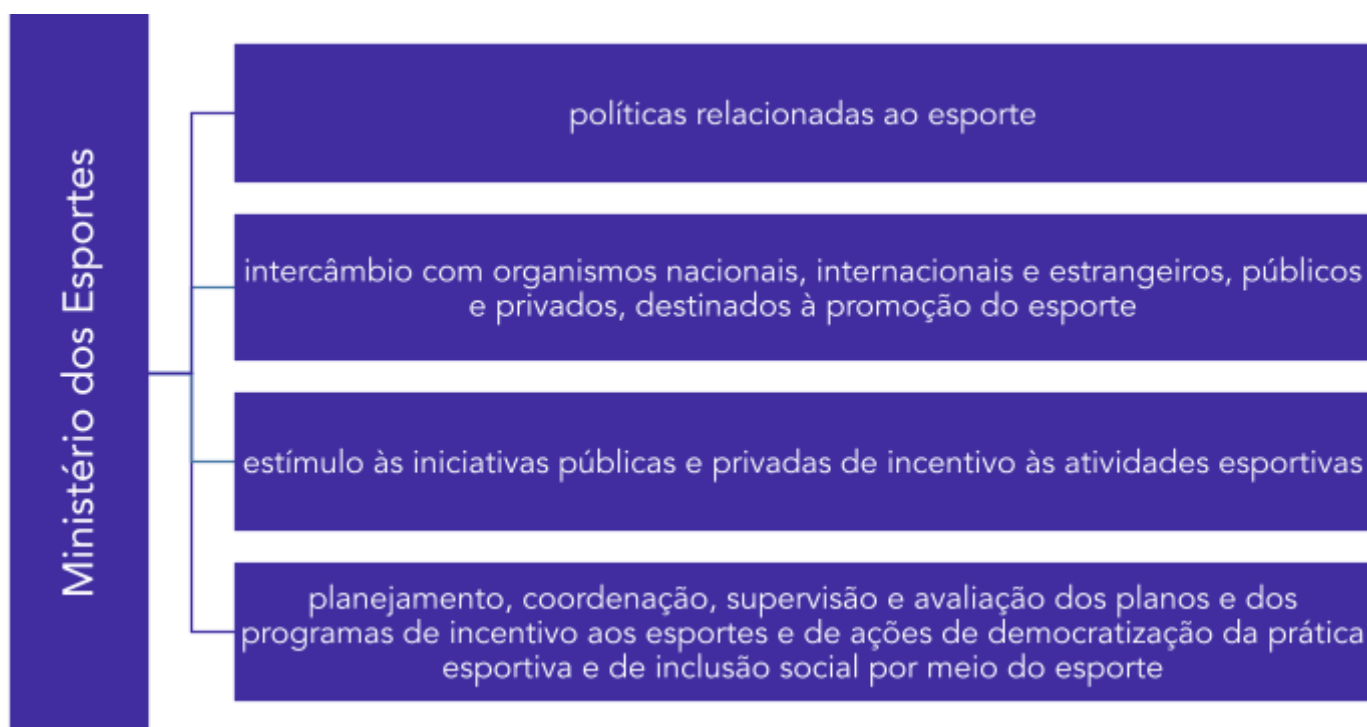 Ministério dos Esportes
políticas relacionadas ao esporte
intercâmbio com organismos nacionais, internacionais e estrangeiros, públicos
e privados, destinados à promoção do esporte
estímulo às iniciativas públicas e privadas de incentivo às atividades esportivas
planejamento, coordenação, supervisão e avaliação dos planos e dos
programas de incentivo aos esportes e de ações de democratização da prática
esportiva e de inclusão social por meio do esporte